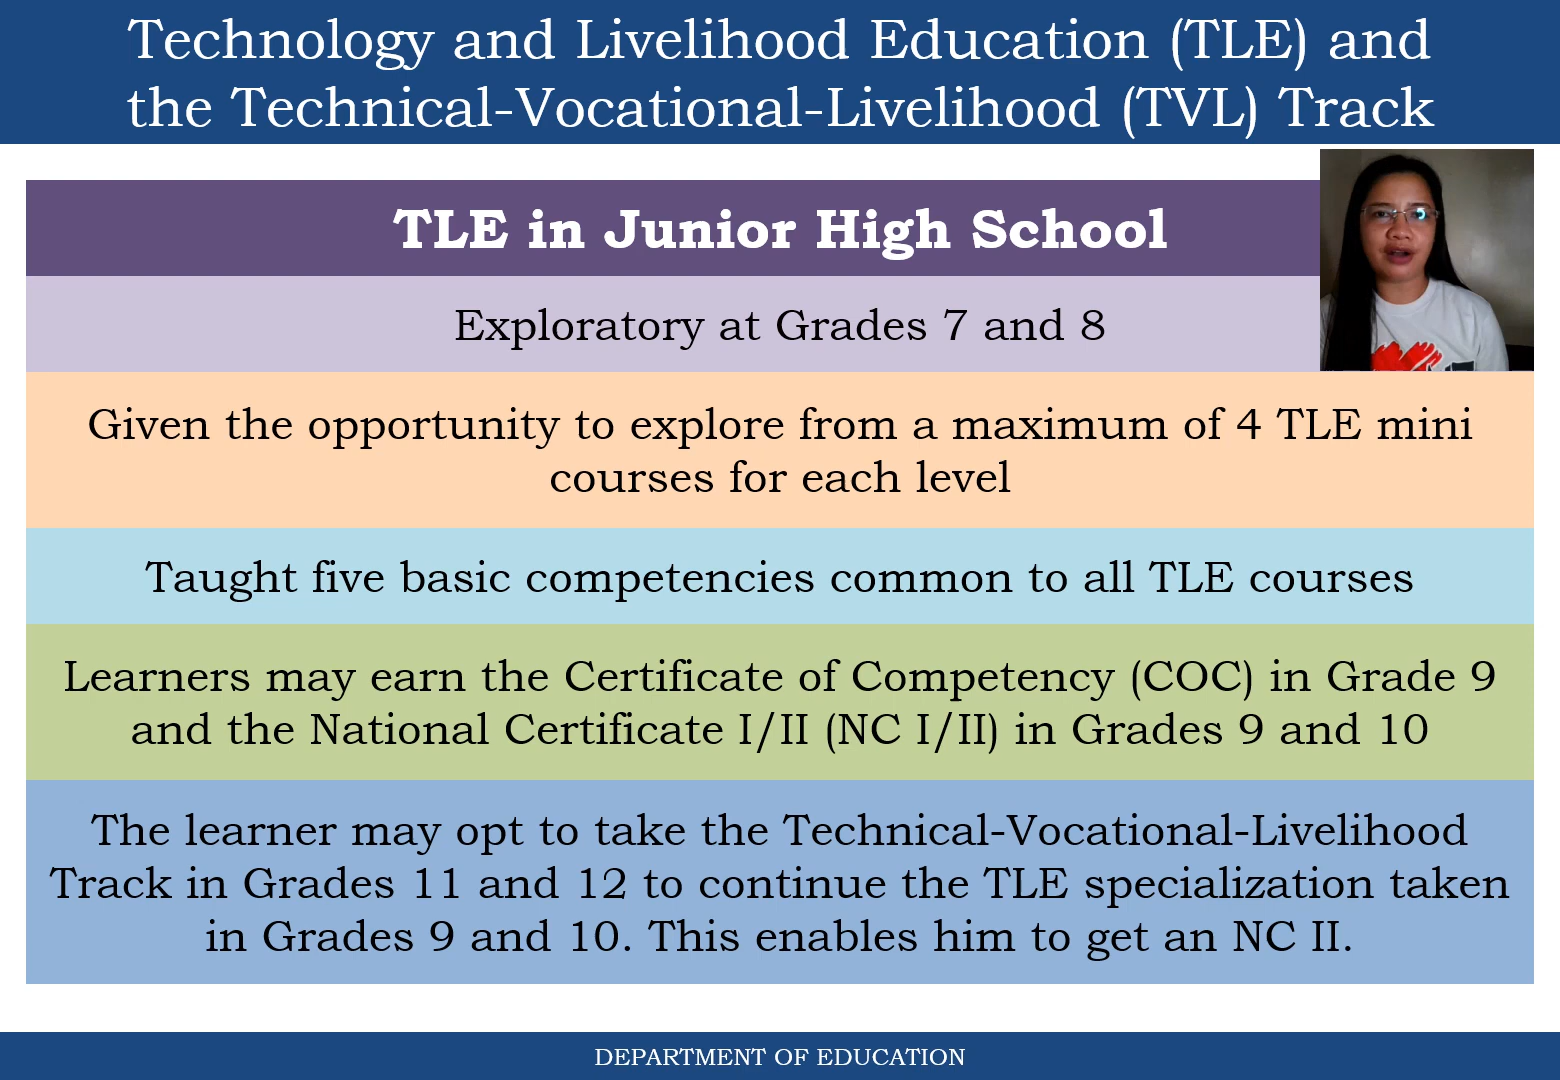 Technology and Livelihood Education (TLE) and
the Technical-Vocational-Livelihood (TVL) Track
TLE in Junior High School
Exploratory at Grades 7 and 8
Given the opportunity to explore from a maximum of 4 TLE mini
courses for each level
Taught five basic competencies common to all TLE courses
Learners may earn the Certificate of Competency (COC) in Grade 9
and the National Certificate I/II (NC I/II) in Grades 9 and 10
The learner may opt to take the Technical-Vocational-Livelihood
Track in Grades 11 and 12 to continue the TLE specialization taken
in Grades 9 and 10. This enables him to get an NC II.
DEPARTMENT OF EDUCATION